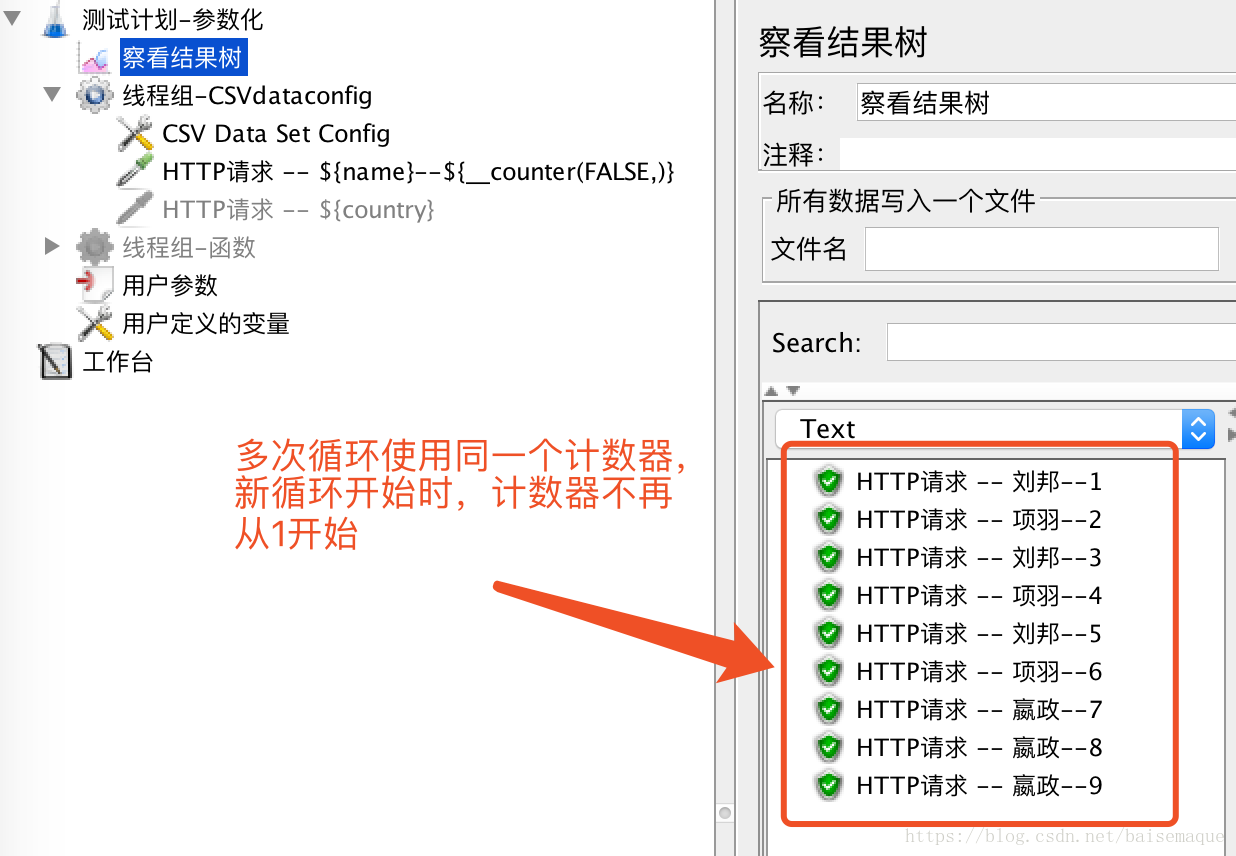 测试计划-参数化
察看结果树
线程组-CSVdataconfig
CSV Data Set Config
HTTP请求 -- ${name}--${__counter(FALSE,)}
HTTP请求 -- ${country}
线程组-函数
用户参数
用户定义的变量
工作台
多次循环使用同一个计数器，
新循环开始时，计数器不再
从1开始
察看结果树
名称：
察看结果树
注释：
所有数据写入一个文件
文件名
Search:
Text
HTTP请求 -- 刘邦--1
HTTP请求 -- 项羽--2
HTTP请求 -- 刘邦--3
HTTP请求 -- 项羽--4
HTTP请求 -- 刘邦--5
HTTP请求 -- 项羽--6
HTTP请求 -- 嬴政--7
HTTP请求 -- 嬴政--8
HTTP请求 -- 嬴政--9
https://blog.csdn.net/baisemaque